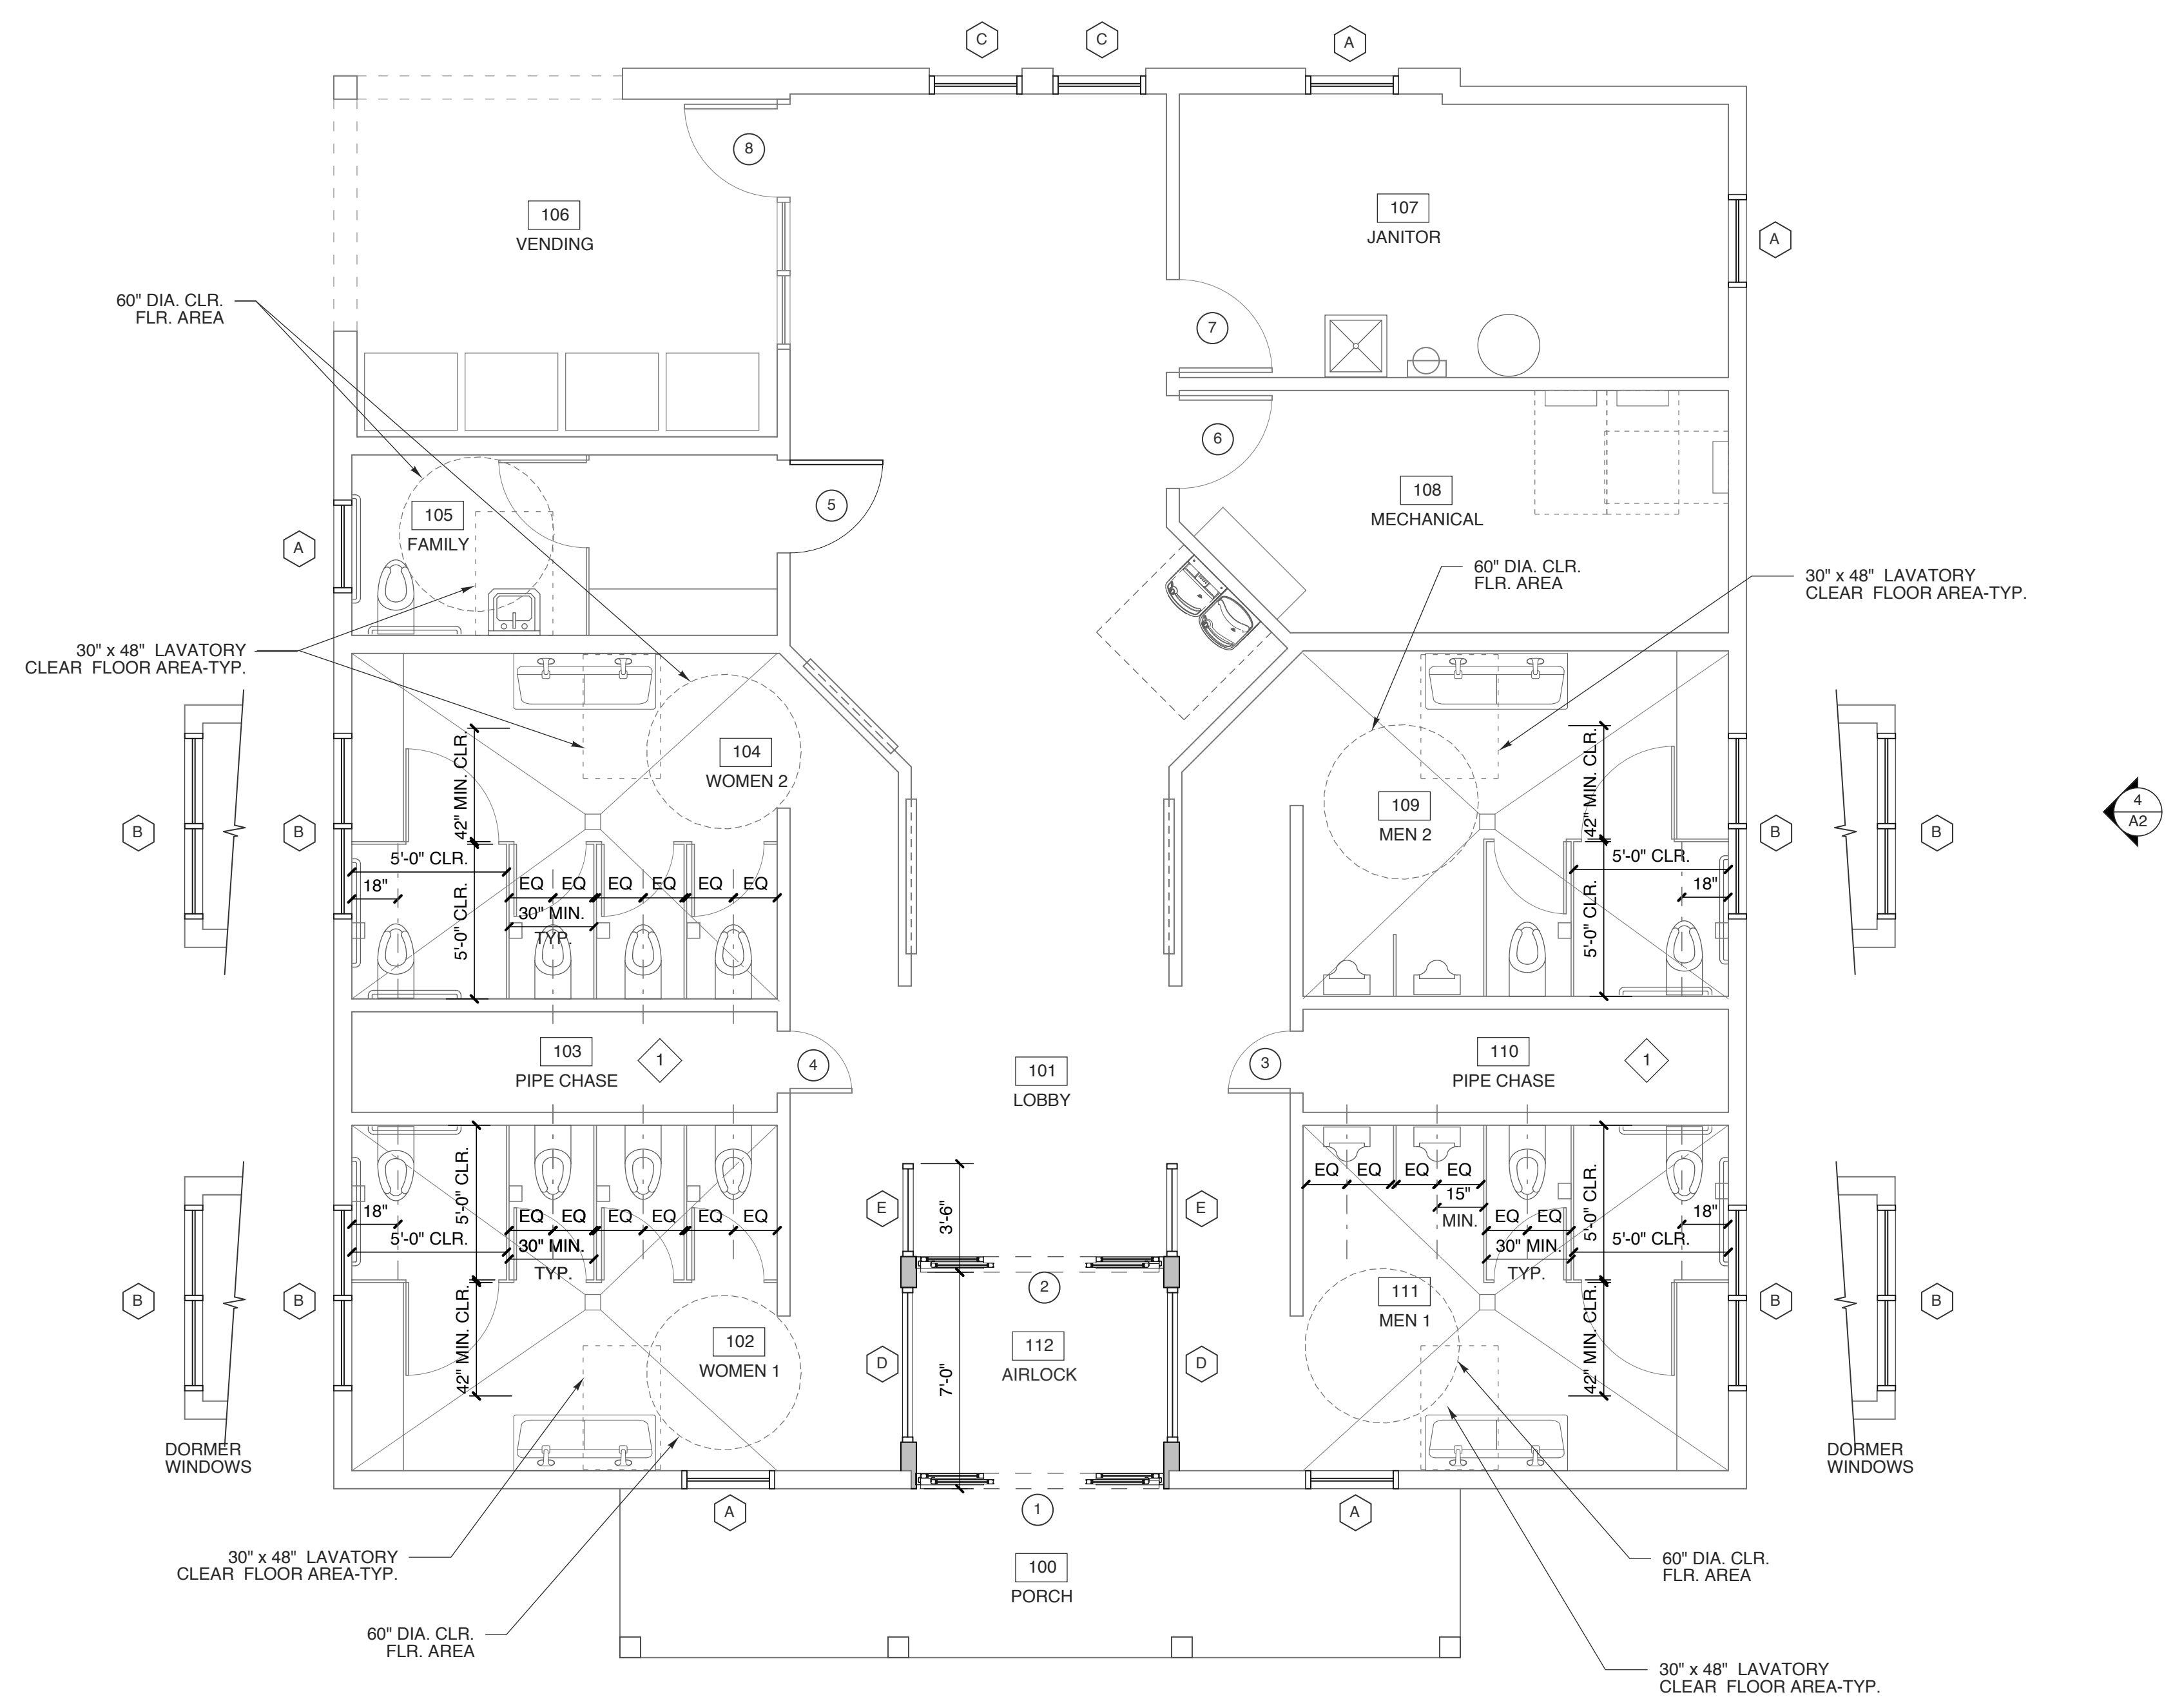 C
C
A
8
106
VENDING
107
JANITOR
A
60" DIA. CLR.
FLR. AREA
7
6
5
105
FAMILY
A
108
MECHANICAL
60" DIA. CLR.
FLR. AREA
30" x 48"  LAVATORY
CLEAR  FLOOR AREA-TYP.
30" x 48"  LAVATORY
CLEAR  FLOOR AREA-TYP.
104
WOMEN 2
42" MIN. CLR.
109
MEN 2
42" MIN. CLR.
4
A2
B
B
B
B
5'-0" CLR.
18"
EQ
EQ
EQ
EQ
EQ
EQ
30" MIN.
TYP.
5'-0" CLR.
5'-0" CLR.
18"
5'-0" CLR.
103
PIPE CHASE
1
4
101
LOBBY
3
110
PIPE CHASE
1
5'-0" CLR.
18"
5'-0" CLR.
EQ
EQ
EQ
EQ
EQ
EQ
30" MIN.
TYP.
E
3'-6"
E
EQ
EQ
EQ
EQ
15"
MIN.
EQ
EQ
30" MIN.
TYP.
5'-0" CLR.
18"
5'-0" CLR.
B
B
42" MIN. CLR.
2
111
MEN 1
42" MIN. CLR.
B
B
102
WOMEN 1
D
7'-0"
112
AIRLOCK
D
DORMER
WINDOWS
DORMER
WINDOWS
A
1
A
30" x 48"  LAVATORY
CLEAR  FLOOR AREA-TYP.
100
PORCH
60" DIA. CLR.
FLR. AREA
60" DIA. CLR.
FLR. AREA
30" x 48"  LAVATORY
CLEAR  FLOOR AREA-TYP.